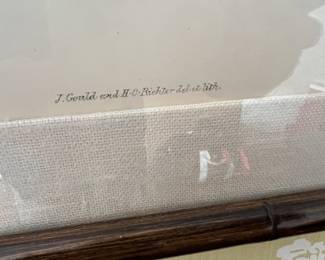 J. Gould and H. C. Richter del et lith.